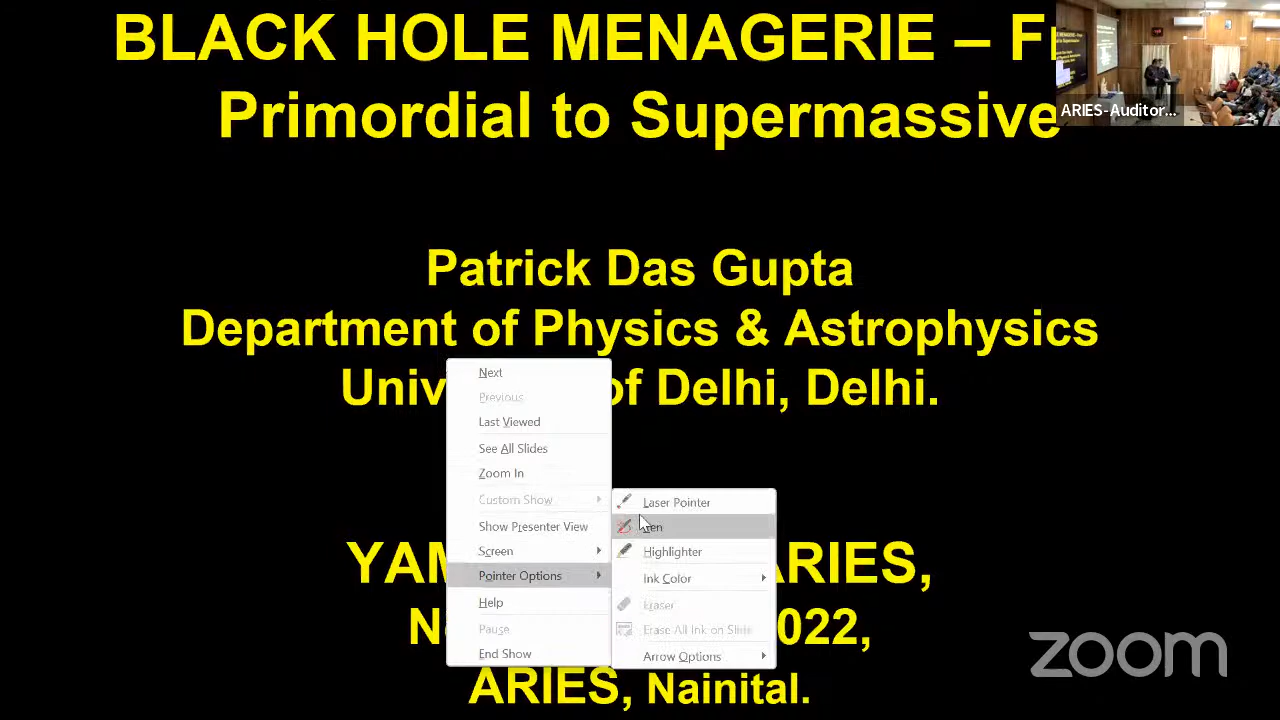 BLACK HOLE MENAGERIE –
Primordial to Supermassive
ARIES-Auditor...
Patrick Das Gupta
Department of Physics & Astrophysics
of Delhi, Delhi.
Next
Previous
Last Viewed
See All Slides
Zoom In
Custom Show
Show Presenter View
Screen
Pointer Options
Help
Pause
End Show
Laser Pointer
Pen
Highlighter
Ink Color
Eraser
Erase All Ink on Slide
Arrow Options
ARIES,
022,
ARIES, Nainital.
zoom